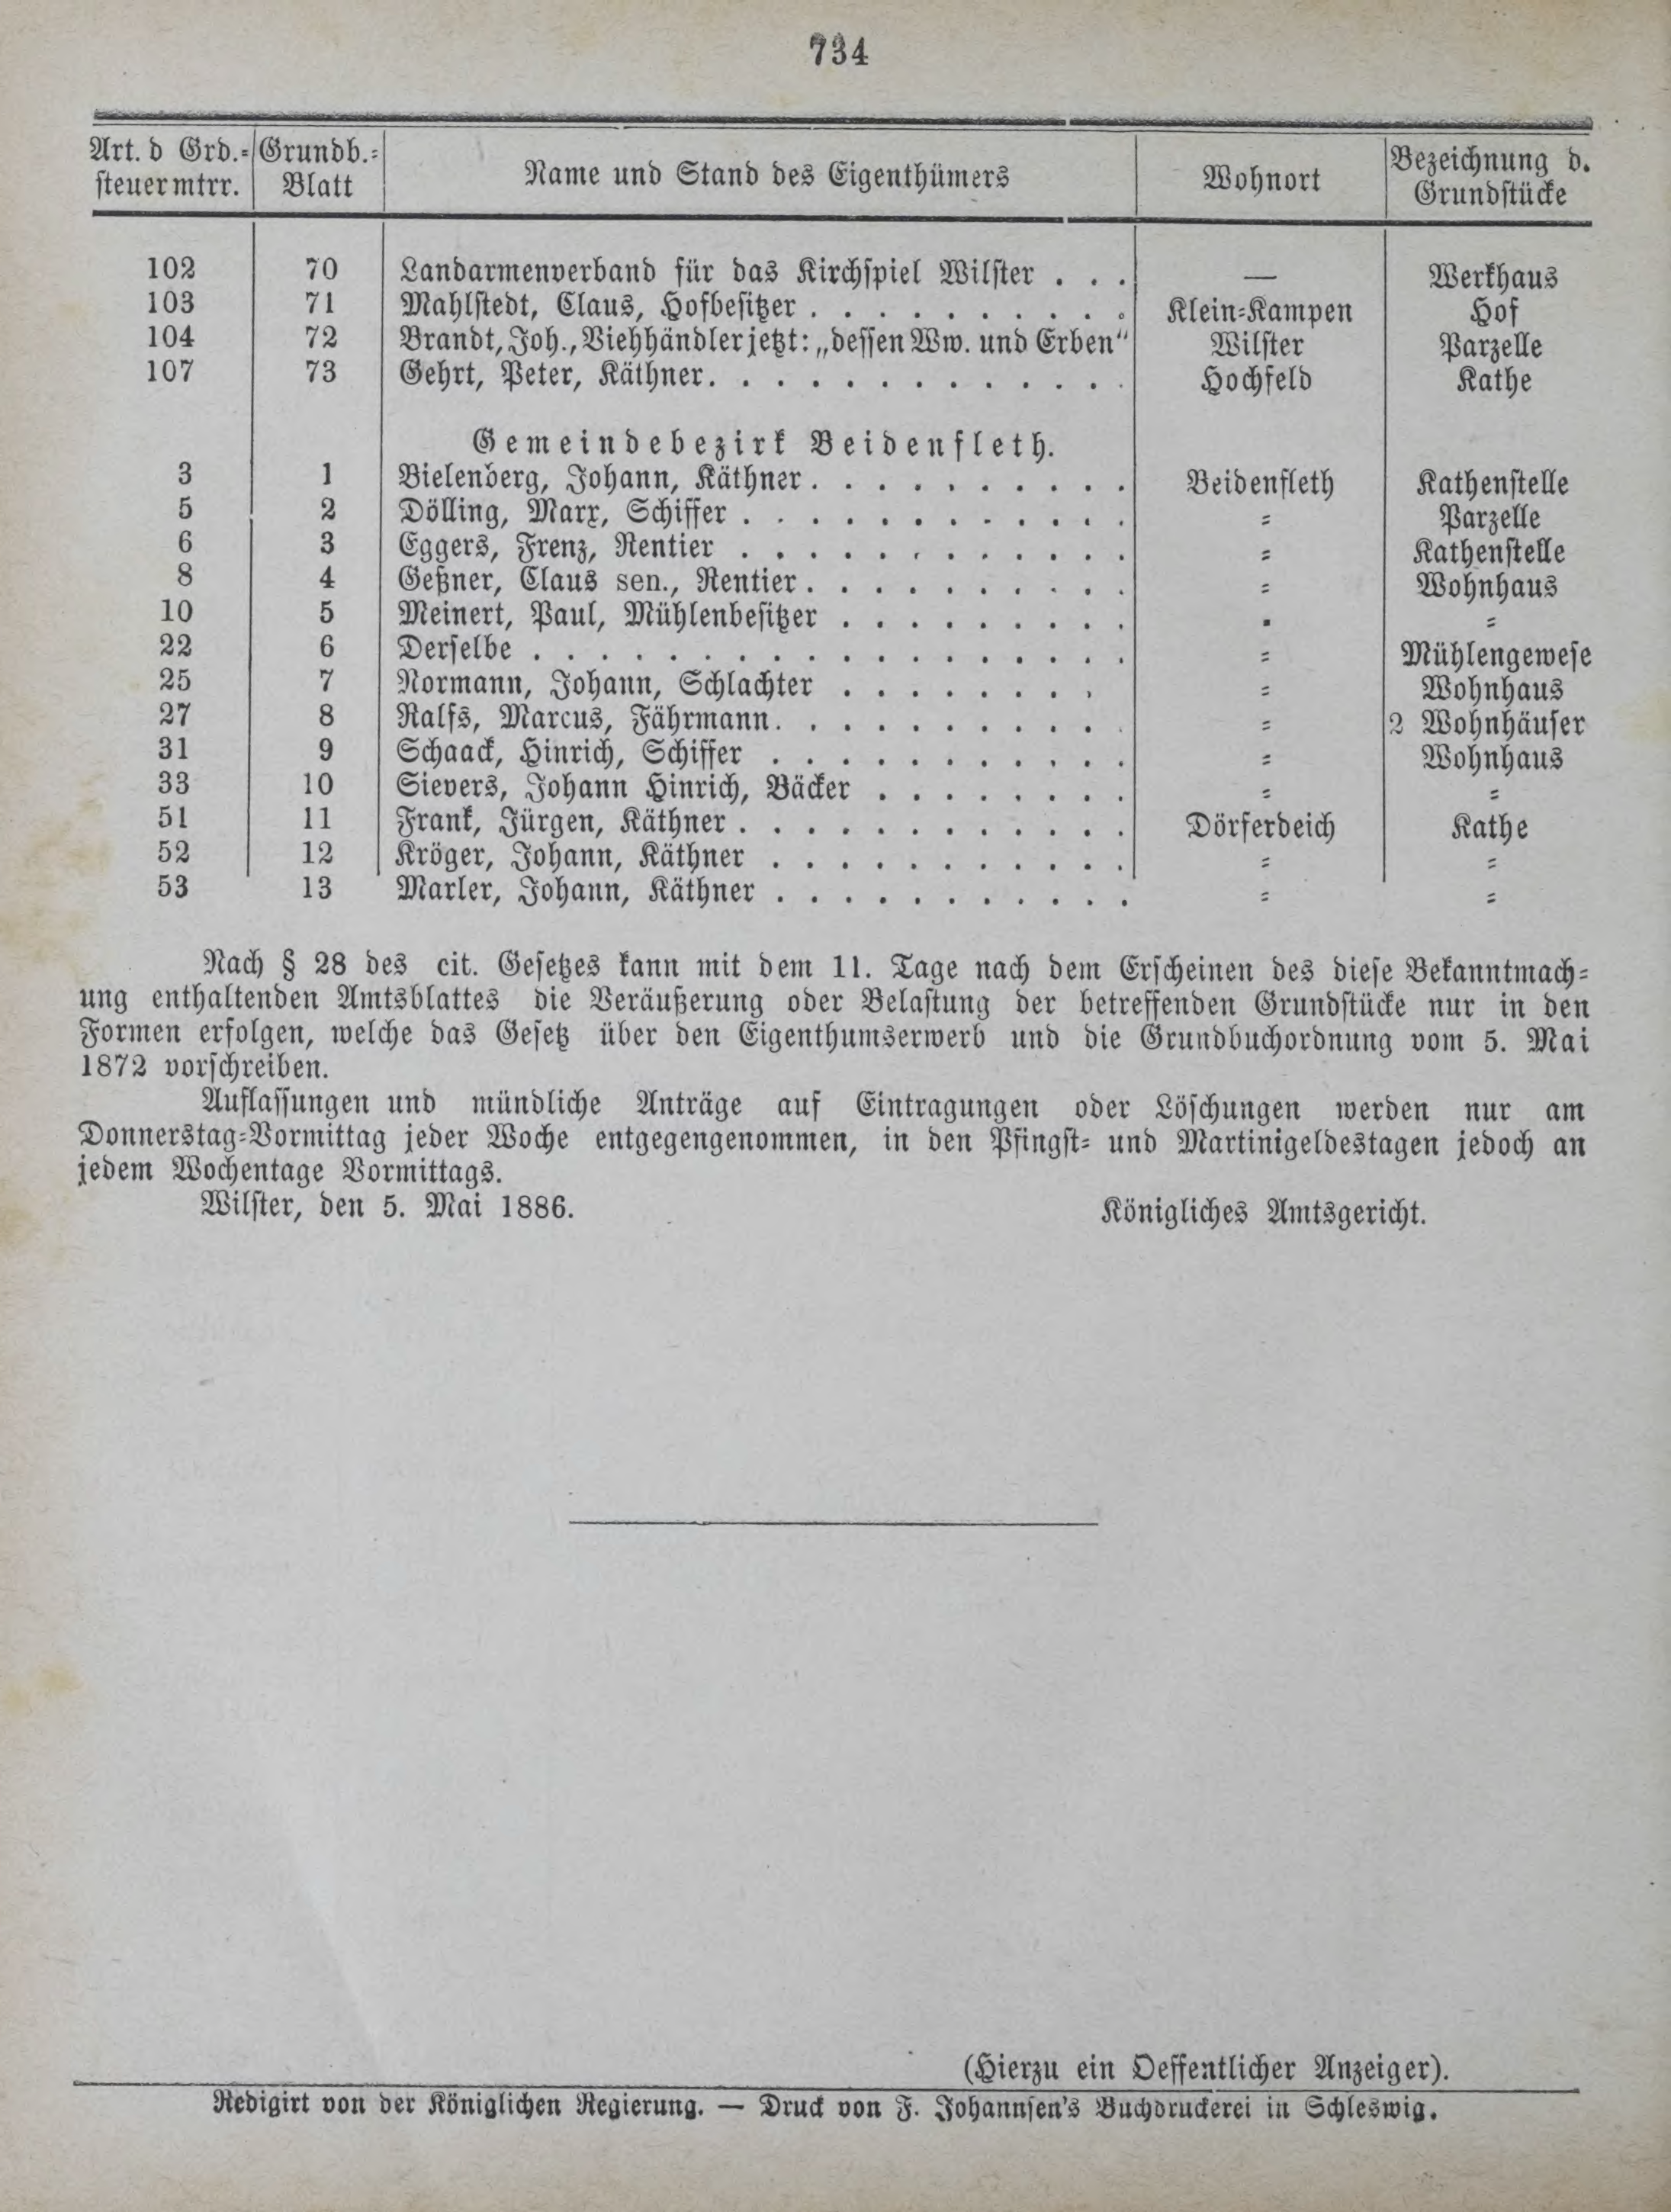 734
Art. d Grd.= Grundb.= Name und Stand des Eigenthümers Wohnort Bezeichnung d.
steuermtrr. Blatt Grundstücke
102 70 Landarmenverband für das Kirchspiel Wilster . . . — Werkhaus
103 71 Mahlstedt, Claus, Hofbesitzer . . . . . . . . . . Klein=Kampen Hof
104 72 Brandt, Joh., Viehhändler jetzt: „dessen Ww. und Erben“ Wilster Parzelle
107 73 Gehrt, Peter, Käthner. . . . . . . . . . . . . Hochfeld Kathe
Gemeindebezirk Beidenfleth.
3 1 Bielenberg, Johann, Käthner. . . . . . . . . . Beidenfleth Kathenstelle
5 2 Dölling, Marx, Schiffer . . . . . . . . . . . . = Parzelle
6 3 Eggers, Frenz, Rentier . . . . . . . . . . . . = Kathenstelle
8 4 Geßner, Claus sen., Rentier . . . . . . . . . . = Wohnhaus
10 5 Meinert, Paul, Mühlenbesitzer . . . . . . . . . = =
22 6 Derselbe . . . . . . . . . . . . . . . . . . = Mühlengewese
25 7 Normann, Johann, Schlachter . . . . . . . . = Wohnhaus
27 8 Ralfs, Marcus, Fährmann. . . . . . . . . . . = 2 Wohnhäuser
31 9 Schaack, Hinrich, Schiffer . . . . . . . . . . . = Wohnhaus
33 10 Sievers, Johann Hinrich, Bäcker . . . . . . . . = =
51 11 Frank, Jürgen, Käthner . . . . . . . . . . . . Dörferdeich Kathe
52 12 Kröger, Johann, Käthner . . . . . . . . . . . = =
53 13 Marler, Johann, Käthner . . . . . . . . . . . = =
Nach § 28 des cit. Gesetzes kann mit dem 11. Tage nach dem Erscheinen des diese Bekanntmach=
ung enthaltenden Amtsblattes die Veräußerung oder Belastung der betreffenden Grundstücke nur in den
Formen erfolgen, welche das Gesetz über den Eigenthumserwerb und die Grundbuchordnung vom 5. Mai
1872 vorschreiben.
Auflassungen und mündliche Anträge auf Eintragungen oder Löschungen werden nur am
Donnerstag=Vormittag jeder Woche entgegengenommen, in den Pfingst= und Martinigeldestagen jedoch an
jedem Wochentage Vormittags.
Wilster, den 5. Mai 1886. Königliches Amtsgericht.
(Hierzu ein Oeffentlicher Anzeiger).
Redigirt von der Königlichen Regierung. — Druck von F. Johannsen's Buchdruckerei in Schleswig.